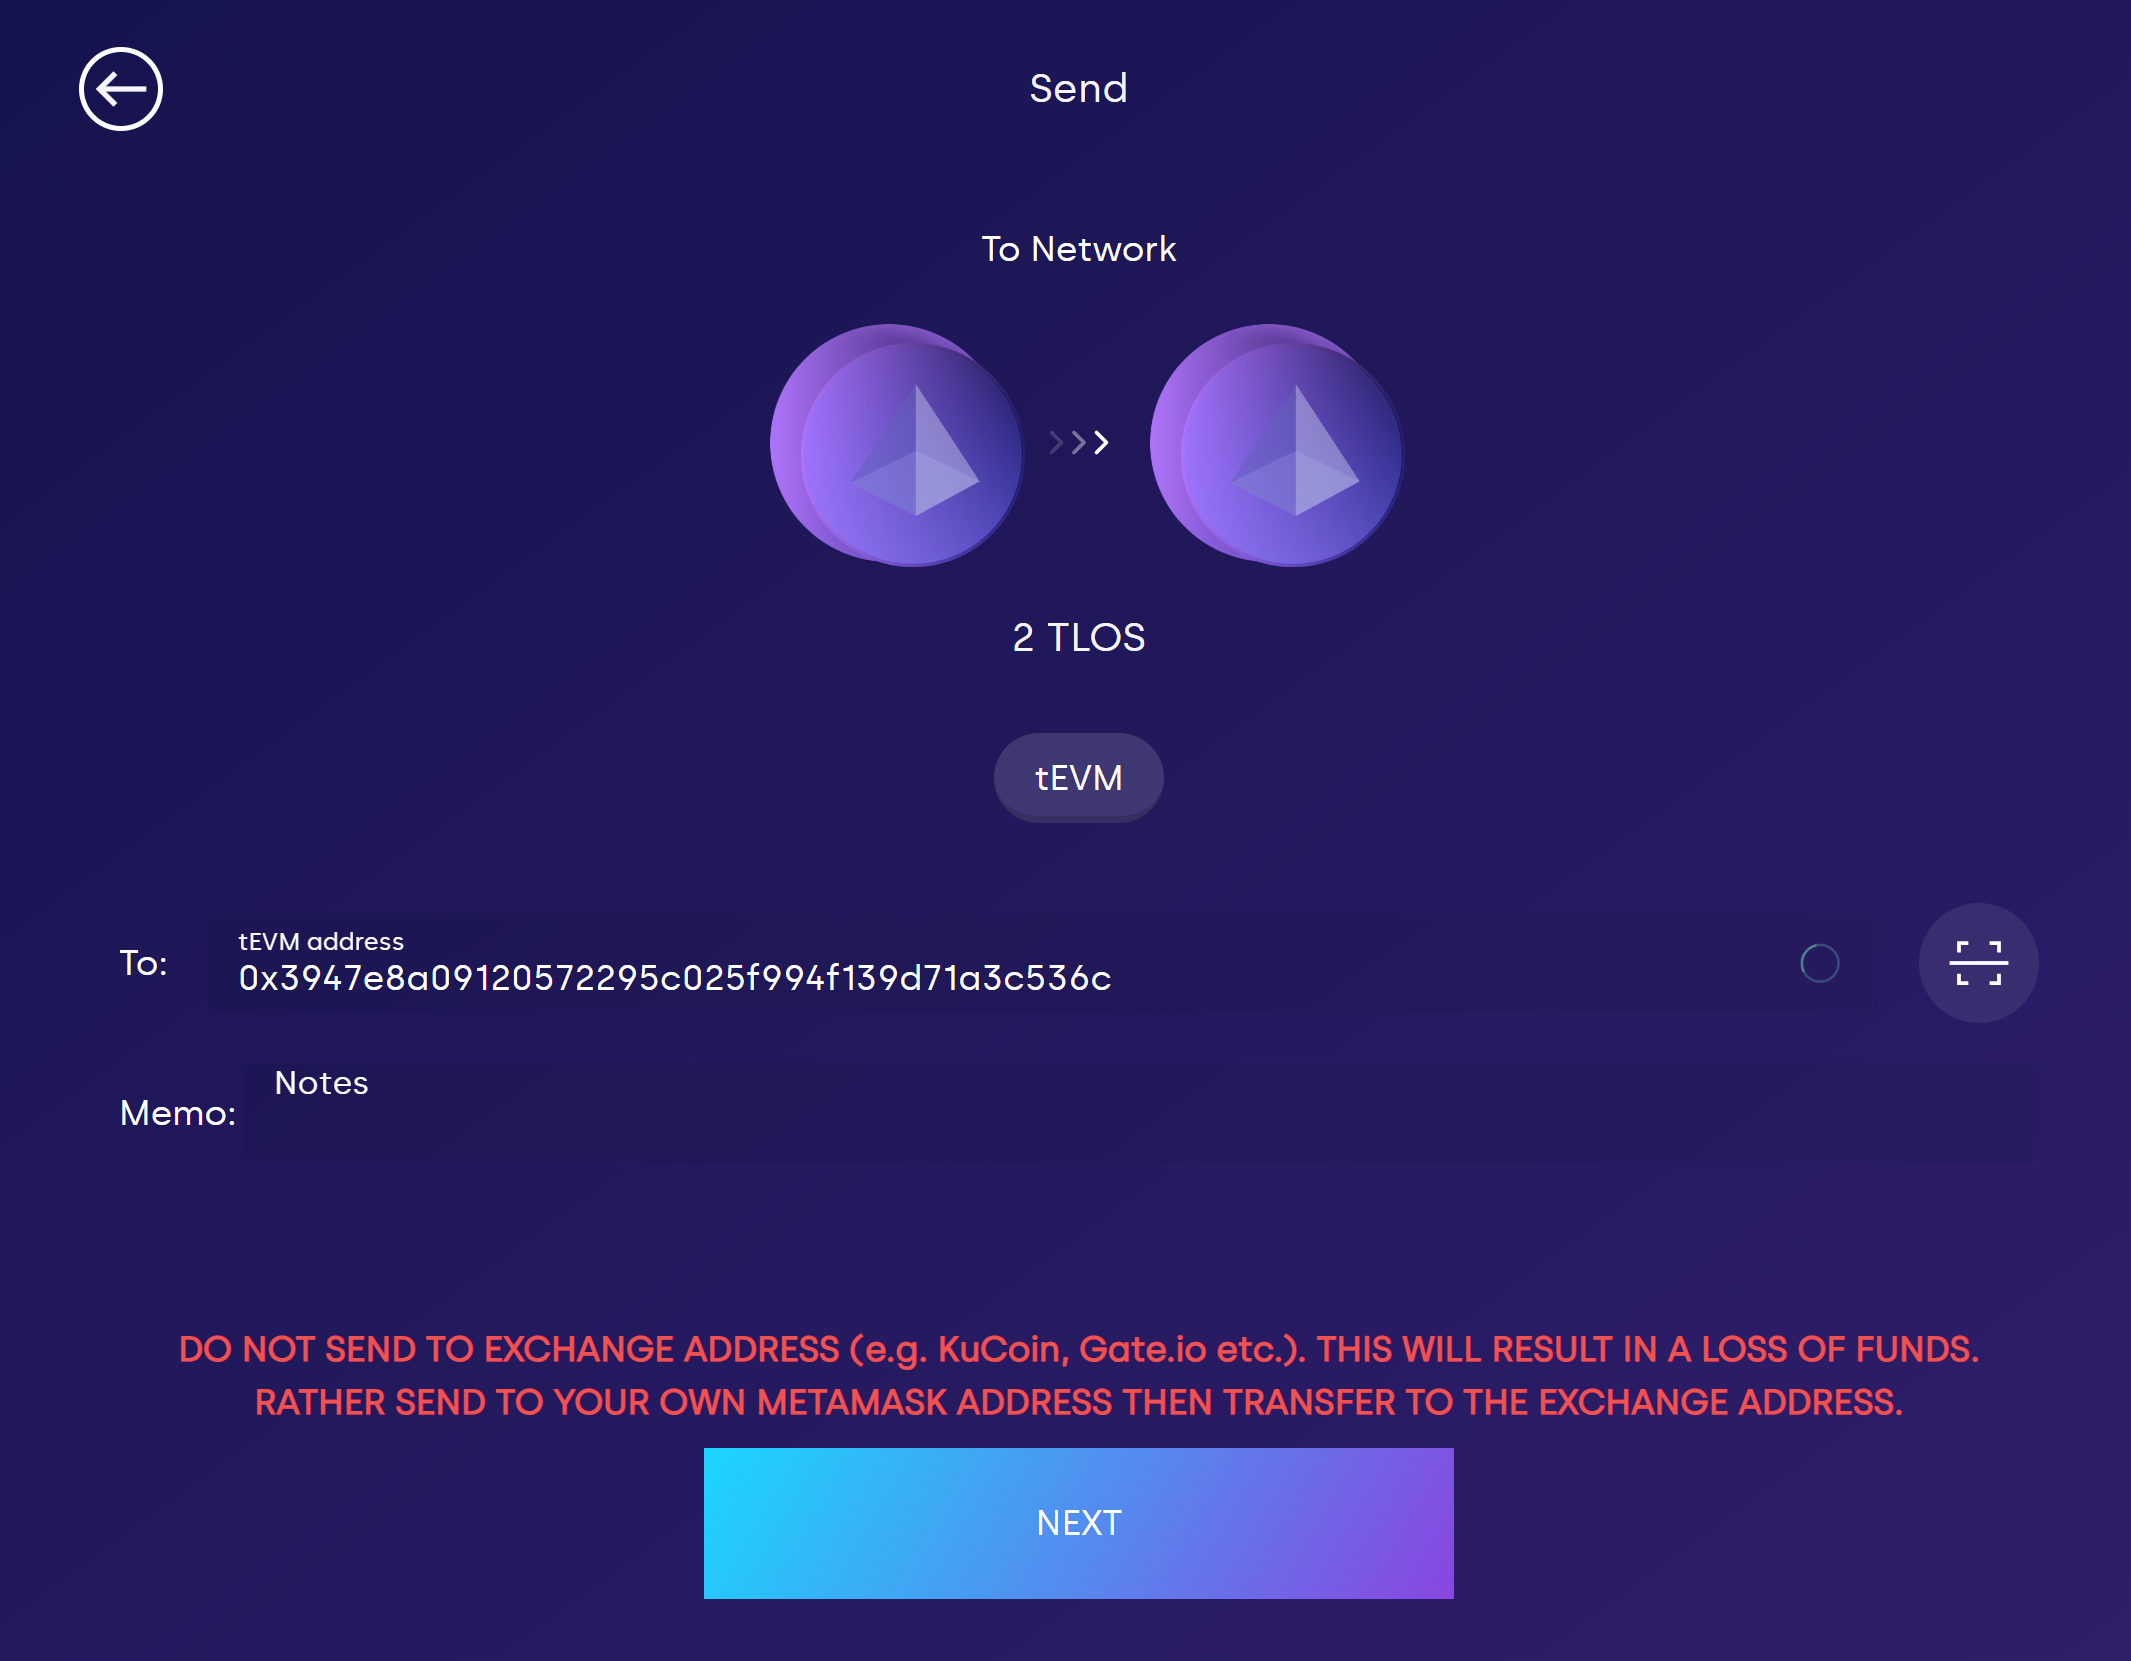 Send
To Network
2 TLOS
tEVM
To:
tEVM address
0x3947e8a09120572295c025f994f139d71a3c536c
Memo:
Notes
DO NOT SEND TO EXCHANGE ADDRESS (e.g. KuCoin, Gate.io etc.). THIS WILL RESULT IN A LOSS OF FUNDS.
RATHER SEND TO YOUR OWN METAMASK ADDRESS THEN TRANSFER TO THE EXCHANGE ADDRESS.
NEXT